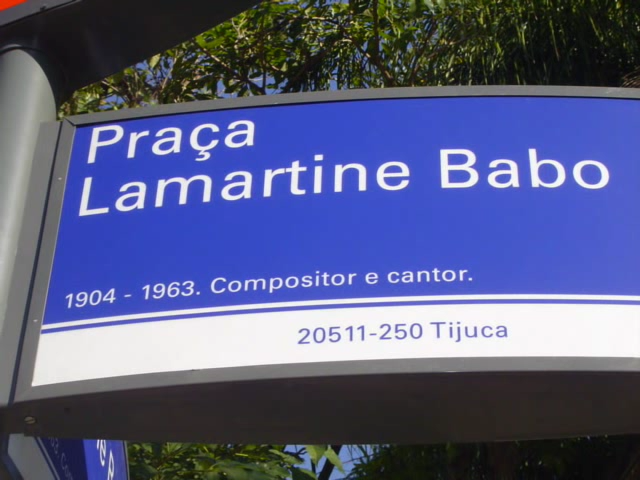 Praça
Lamartine Babo
1904 - 1963. Compositor e cantor.
20511-250 Tijuca